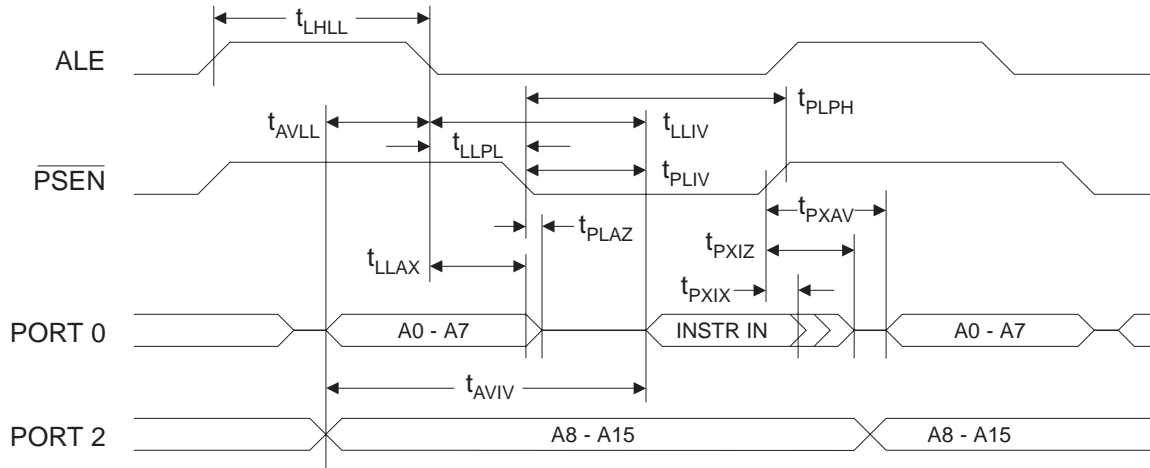 tLHLL
ALE
tPLPH
tAVLL
tLLIV
tLLPL
PSEN
tPLIV
tPXAV
tPLAZ
tPXIZ
tLLAX
tPXIX
PORT 0
A0 - A7
INSTR IN
A0 - A7
tAVIV
PORT 2
A8 - A15
A8 - A15